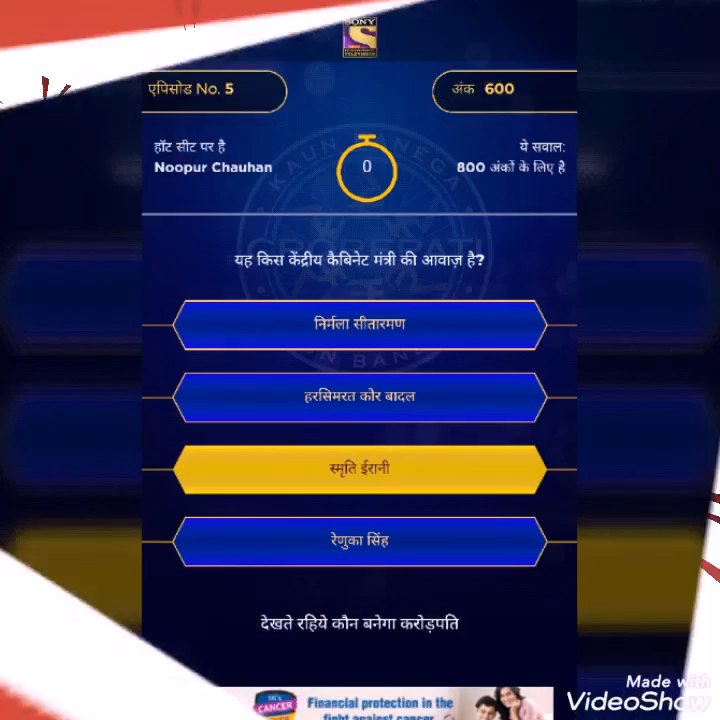 SONY
एपिसोड No. 5
अंक 600
हॉट सीट पर है
Noopur Chauhan
0
ये सवाल:
800 अंकों के लिए है
यह किस केंद्रीय कैबिनेट मंत्री की आवाज़ है?
निर्मला सीतारमण
हरसिमरत कोर बादल
स्मृति ईरानी
रेणुका सिंह
देखते रहिये कौन बनेगा करोड़पति
CANCER
Financial protection in the
fight against cancer
Made with
VideoShow